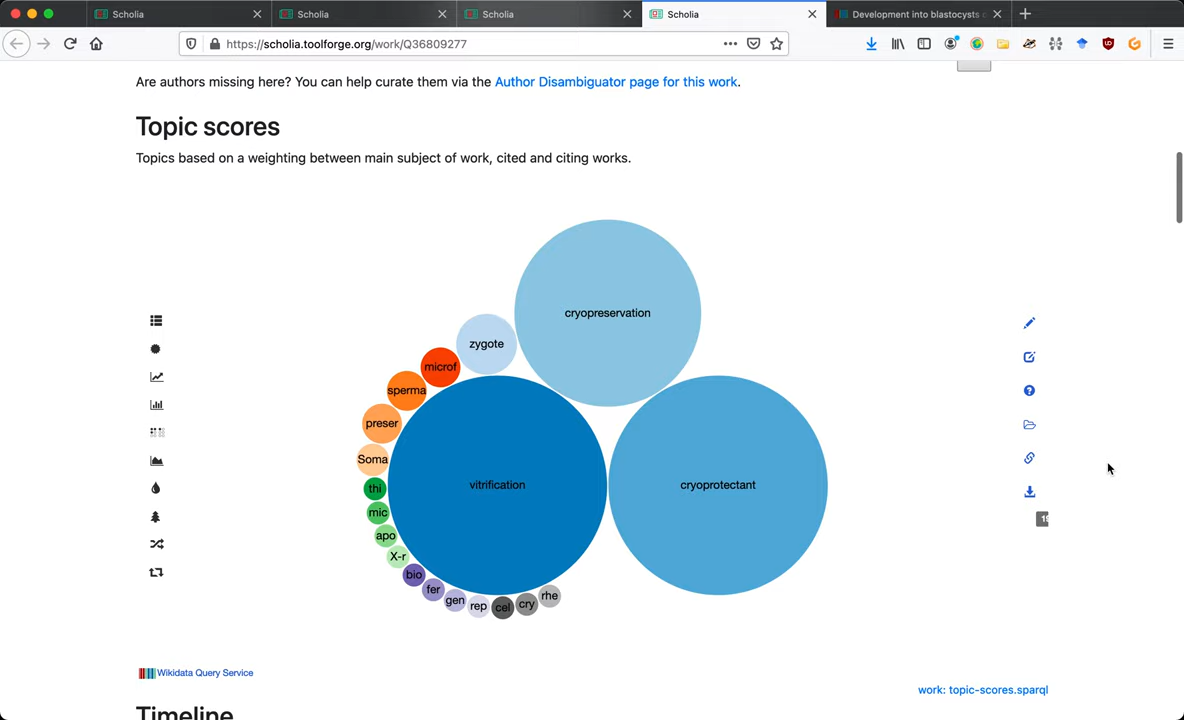 Scholia
Scholia
Scholia
Scholia
Development into blastocysts
https://scholia.toolforge.org/work/Q36809277
Are authors missing here? You can help curate them via the Author Disambiguator page for this work.
Topic scores
Topics based on a weighting between main subject of work, cited and citing works.
cryopreservation
zygote
microf
sperma
preser
Soma
vitrification
cryoprotectant
thi
mic
apo
X-r
bio
fer
gen
rep
cel
cry
rhe
Wikidata Query Service
work: topic-scores.sparql
Timeline